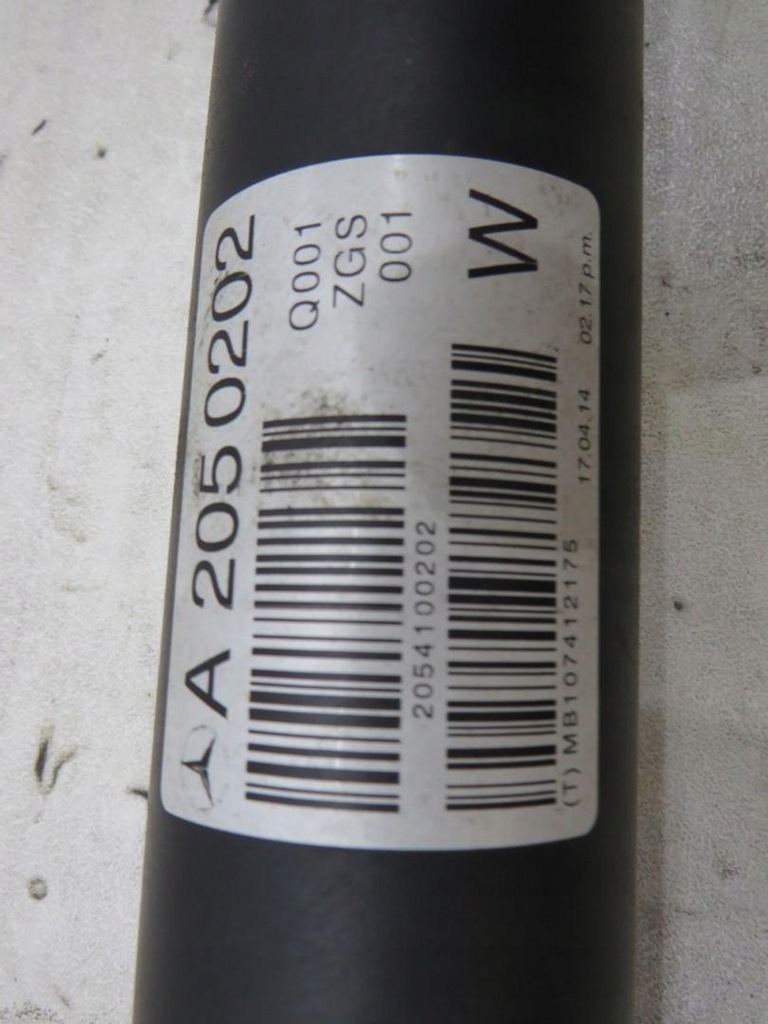 A 205 0202
Q001
ZGS
001
2054100202
W
(T) MB107412175
17.04.14
02.17 p.m.